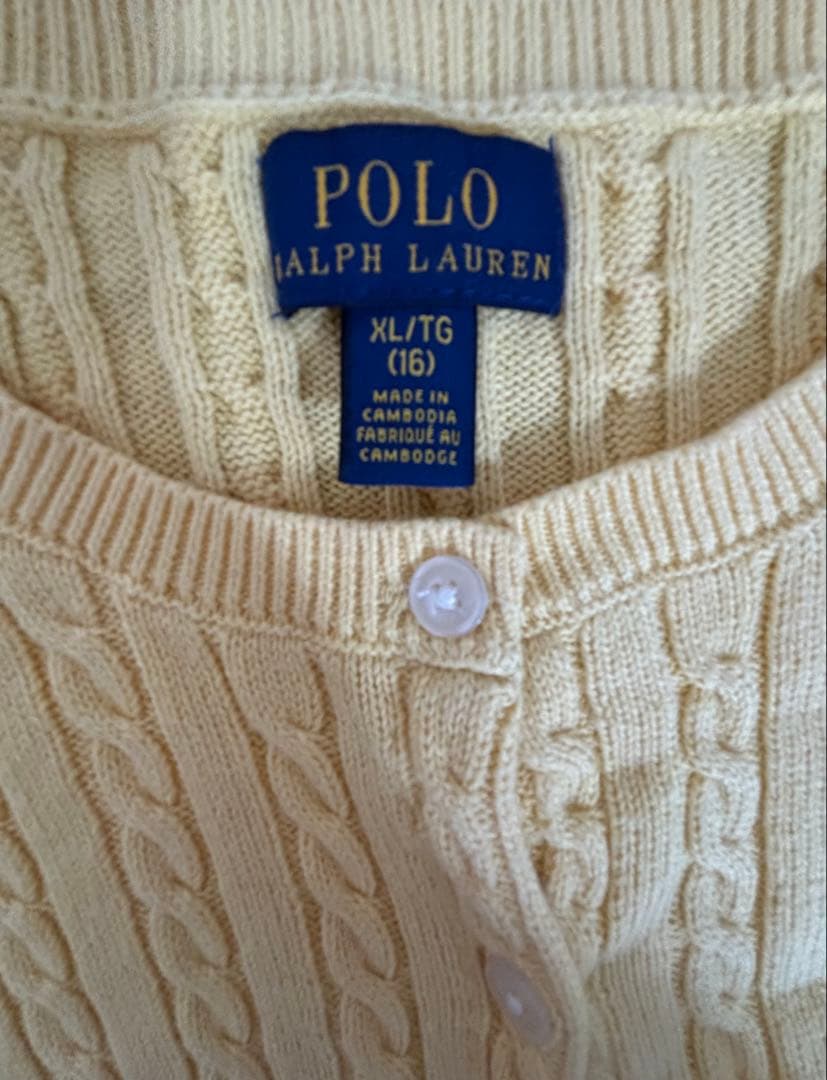 POLO
RALPH LAUREN
XL/TG
(16)
MADE IN
CAMBODIA
FABRIQUÉ AU
CAMBODGE